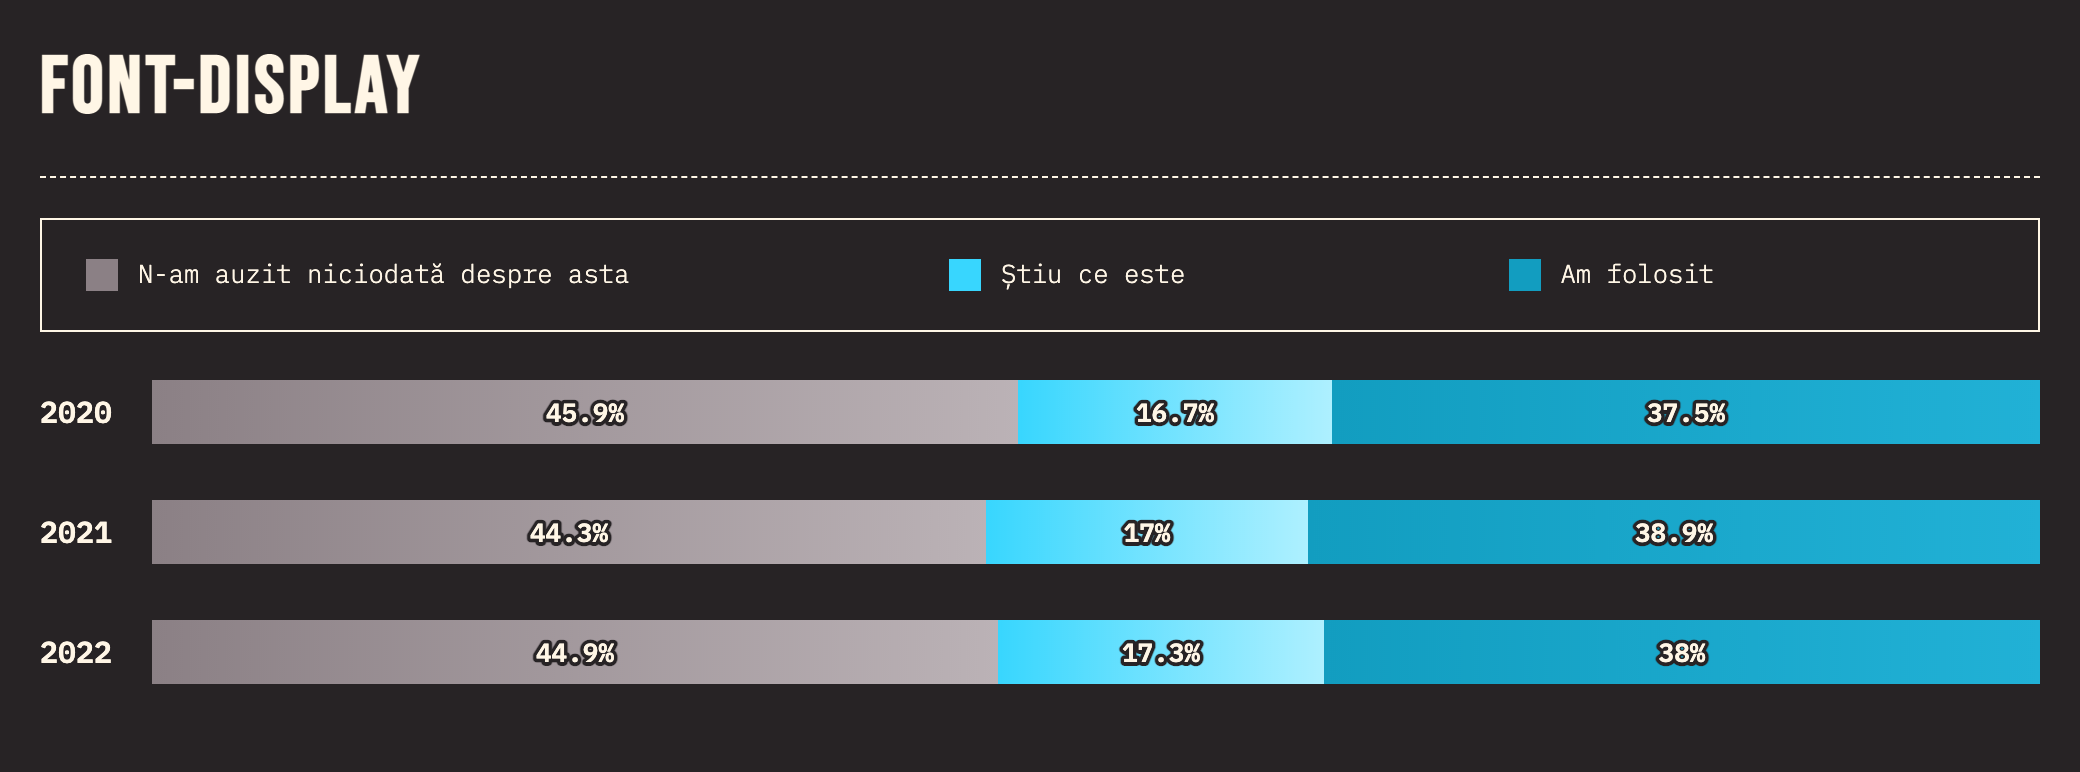 FONT-DISPLAY
N-am auzit niciodată despre asta Știu ce este Am folosit
2020 45.9% 16.7% 37.5%
2021 44.3% 17% 38.9%
2022 44.9% 17.3% 38%